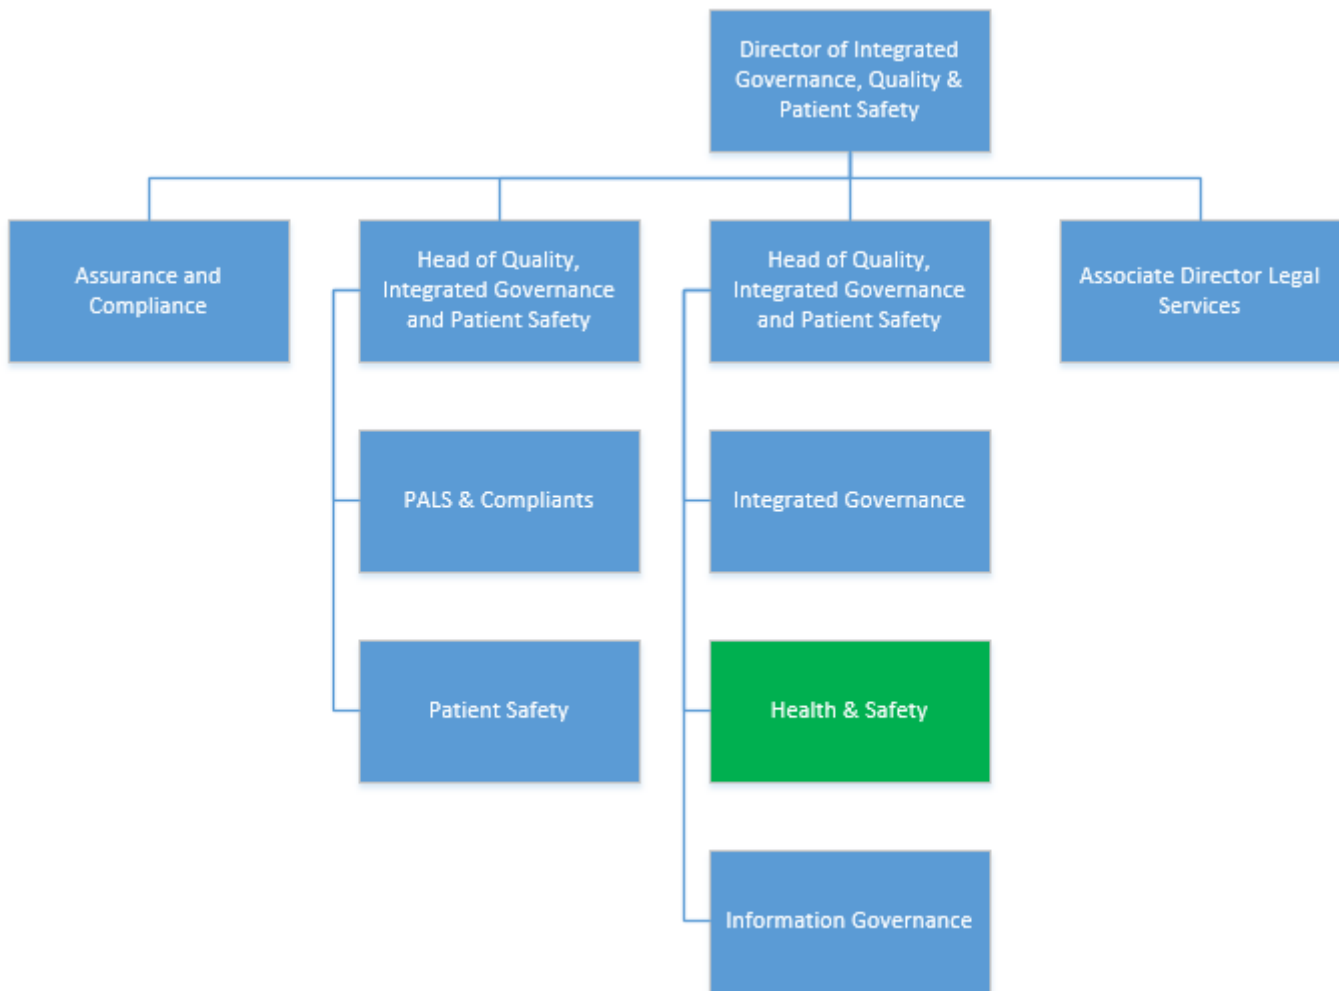 Director of Integrated
Governance, Quality &
Patient Safety
Assurance and
Compliance
Head of Quality,
Integrated Governance
and Patient Safety
Head of Quality,
Integrated Governance
and Patient Safety
Associate Director Legal
Services
PALS & Compliants
Integrated Governance
Patient Safety
Health & Safety
Information Governance